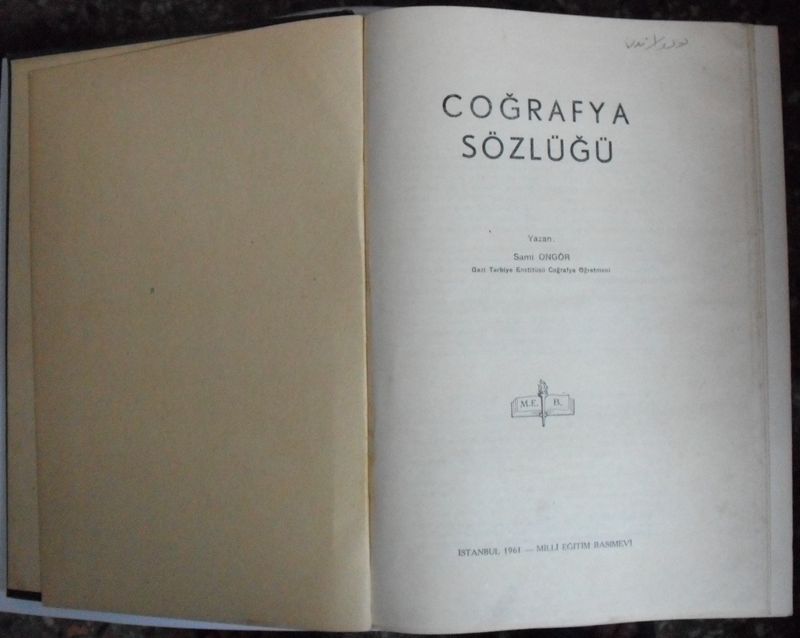 COĞRAFYA
SÖZLÜĞÜ
Yazan.
Sami ONGÖR
Gazi Terbiye Enstitüsü Coğrafya Öğretmeni
M.E. B.
İSTANBUL 1961 — MİLLİ EĞİTİM BASIMEVİ